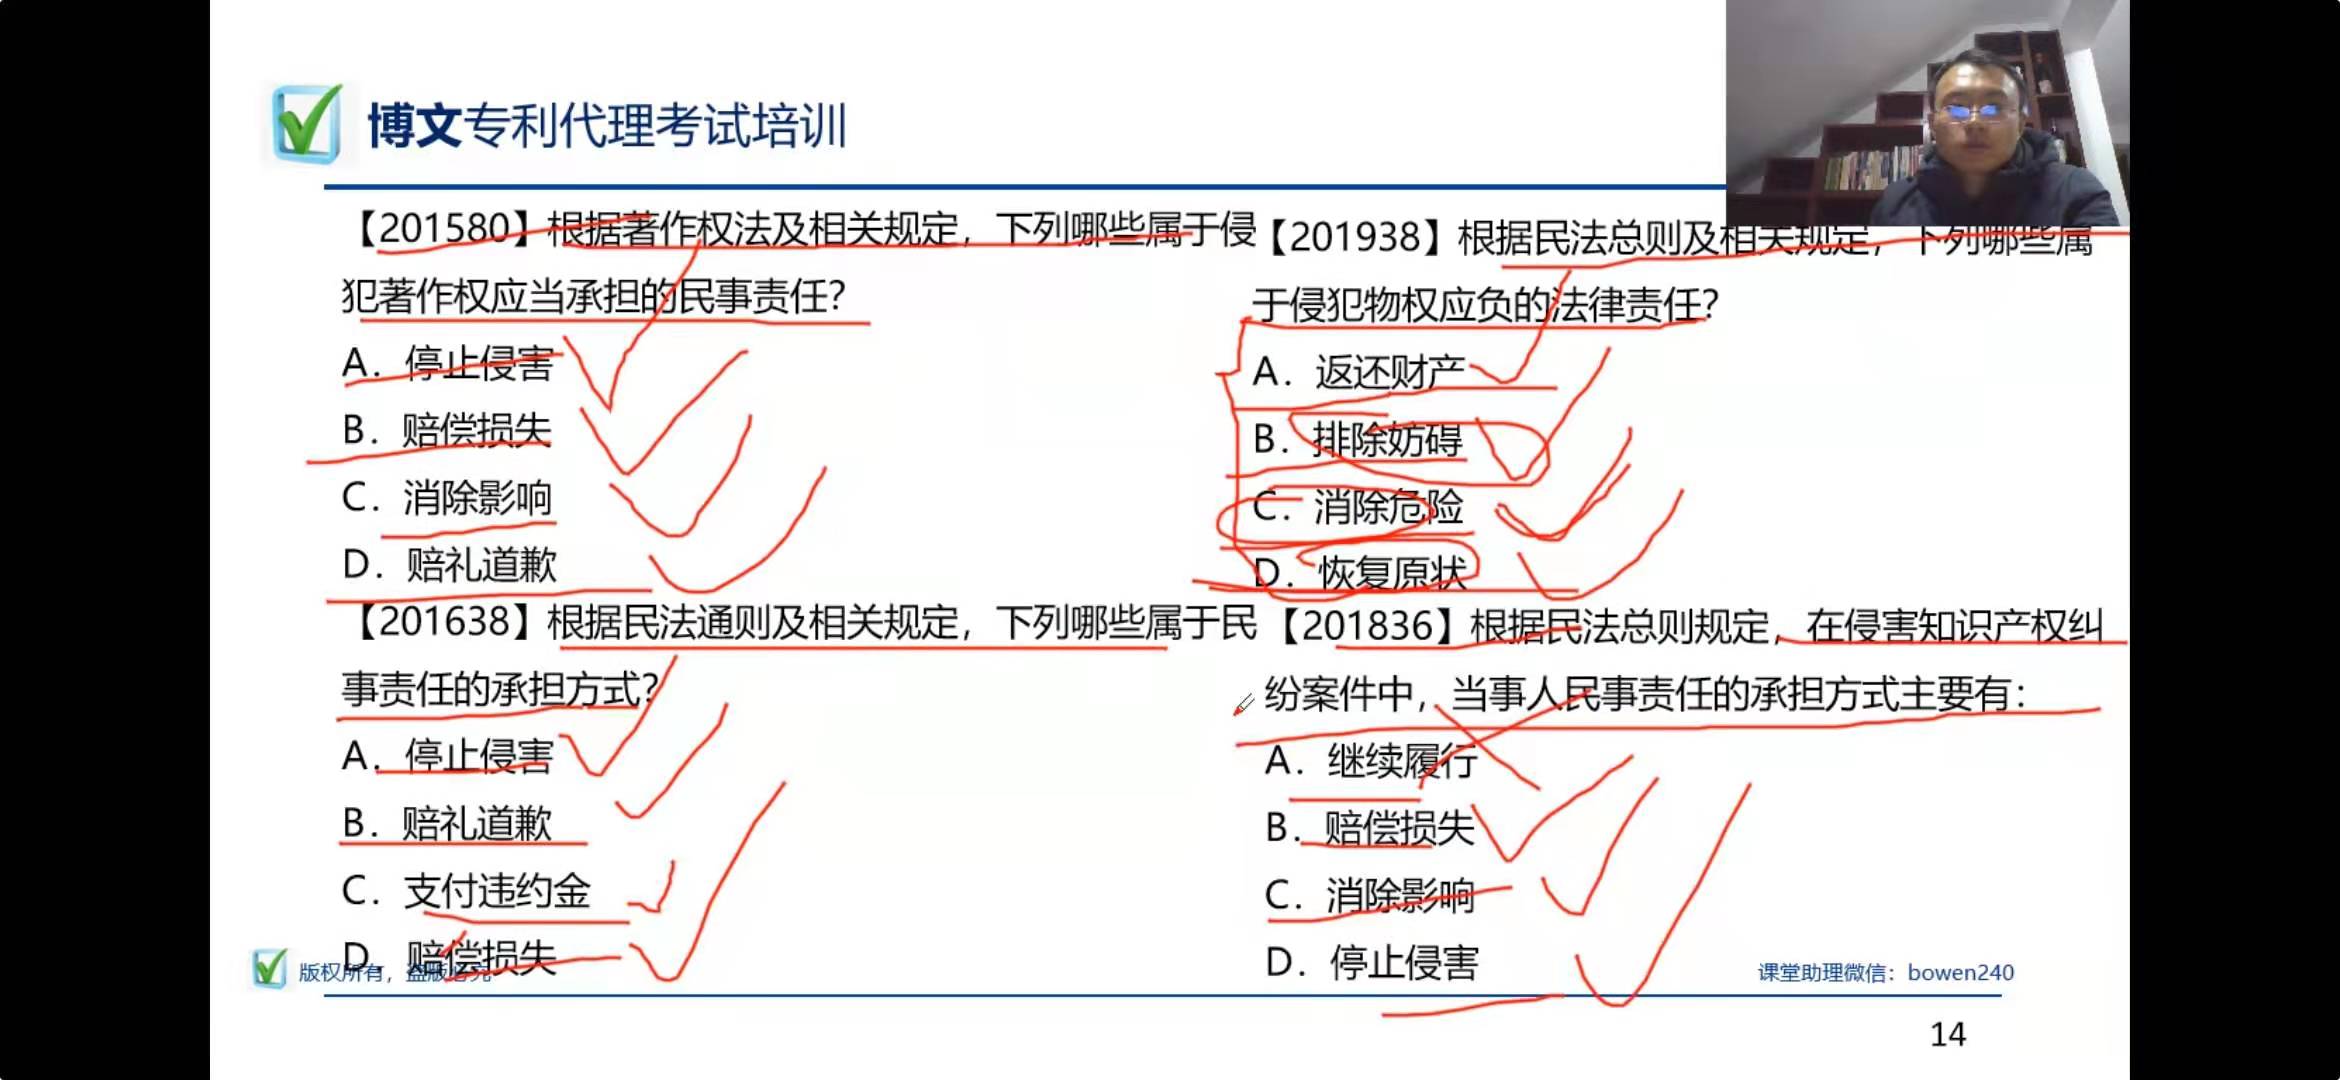 博文专利代理考试培训
【201580】根据著作权法及相关规定，下列哪些属于侵
犯著作权应当承担的民事责任？
A．停止侵害
B．赔偿损失
C．消除影响
D．赔礼道歉
【201638】根据民法通则及相关规定，下列哪些属于民
事责任的承担方式？
A．停止侵害
B．赔礼道歉
C．支付违约金
D．赔偿损失
【201938】根据民法总则及相关规定，下列哪些属
于侵犯物权应负的法律责任？
A．返还财产
B．排除妨碍
C．消除危险
D．恢复原状
【201836】根据民法总则规定，在侵害知识产权纠
纷案件中，当事人民事责任的承担方式主要有：
A．继续履行
B．赔偿损失
C．消除影响
D．停止侵害
版权所有，盗版必究
课堂助理微信：bowen240
14